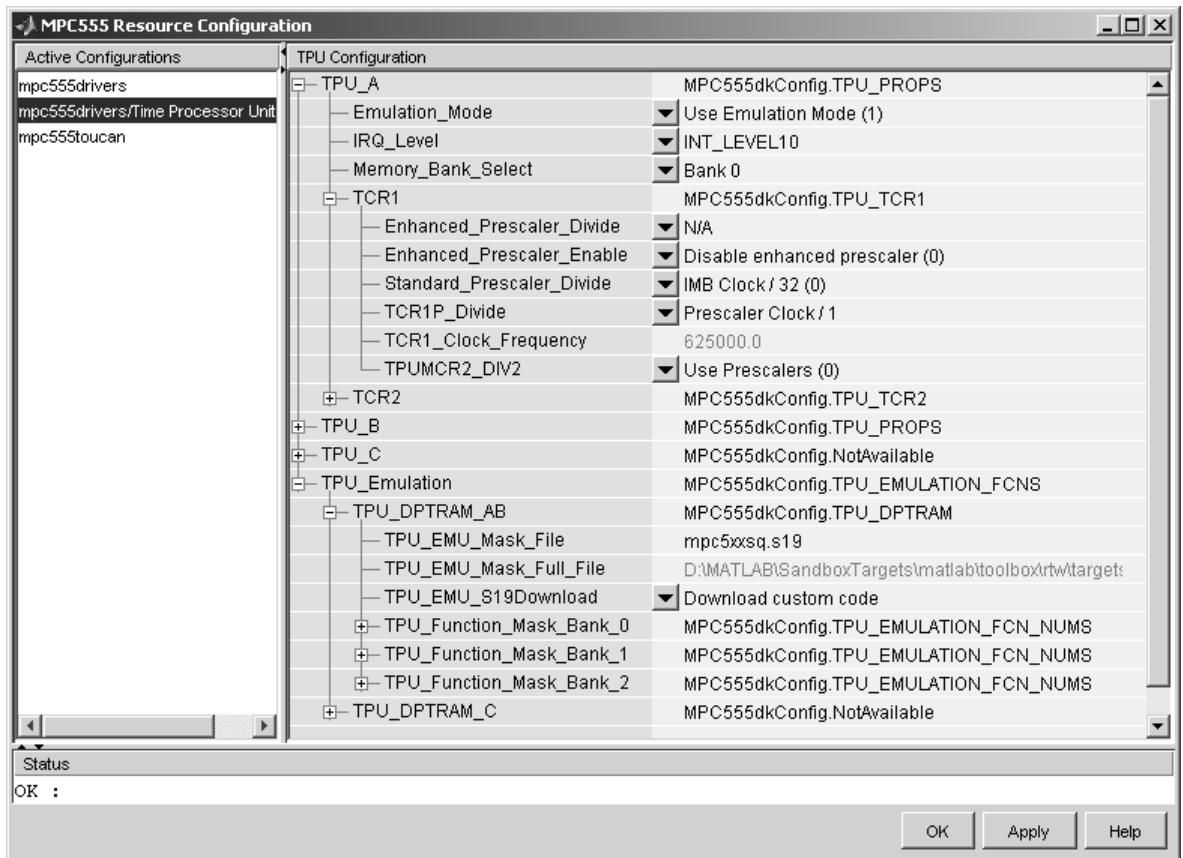 MPC555 Resource Configuration
Active Configurations
mpc555drivers
mpc555drivers/Time Processor Unit
mpc555toucan
TPU Configuration
TPU_A MPC555dkConfig.TPU_PROPS
Emulation_Mode Use Emulation Mode (1)
IRQ_Level INT_LEVEL10
Memory_Bank_Select Bank 0
TCR1 MPC555dkConfig.TPU_TCR1
Enhanced_Prescaler_Divide N/A
Enhanced_Prescaler_Enable Disable enhanced prescaler (0)
Standard_Prescaler_Divide IMB Clock / 32 (0)
TCR1P_Divide Prescaler Clock / 1
TCR1_Clock_Frequency 625000.0
TPUMCR2_DIV2 Use Prescalers (0)
TCR2 MPC555dkConfig.TPU_TCR2
TPU_B MPC555dkConfig.TPU_PROPS
TPU_C MPC555dkConfig.NotAvailable
TPU_Emulation MPC555dkConfig.TPU_EMULATION_FCNS
TPU_DPTRAM_AB MPC555dkConfig.TPU_DPTRAM
TPU_EMU_Mask_File mpc5xxsq.s19
TPU_EMU_Mask_Full_File D:\MATLAB\SandboxTargets\matlab\toolbox\rtw\targets
TPU_EMU_S19Download Download custom code
TPU_Function_Mask_Bank_0 MPC555dkConfig.TPU_EMULATION_FCN_NUMS
TPU_Function_Mask_Bank_1 MPC555dkConfig.TPU_EMULATION_FCN_NUMS
TPU_Function_Mask_Bank_2 MPC555dkConfig.TPU_EMULATION_FCN_NUMS
TPU_DPTRAM_C MPC555dkConfig.NotAvailable
Status
OK :
OK Apply Help